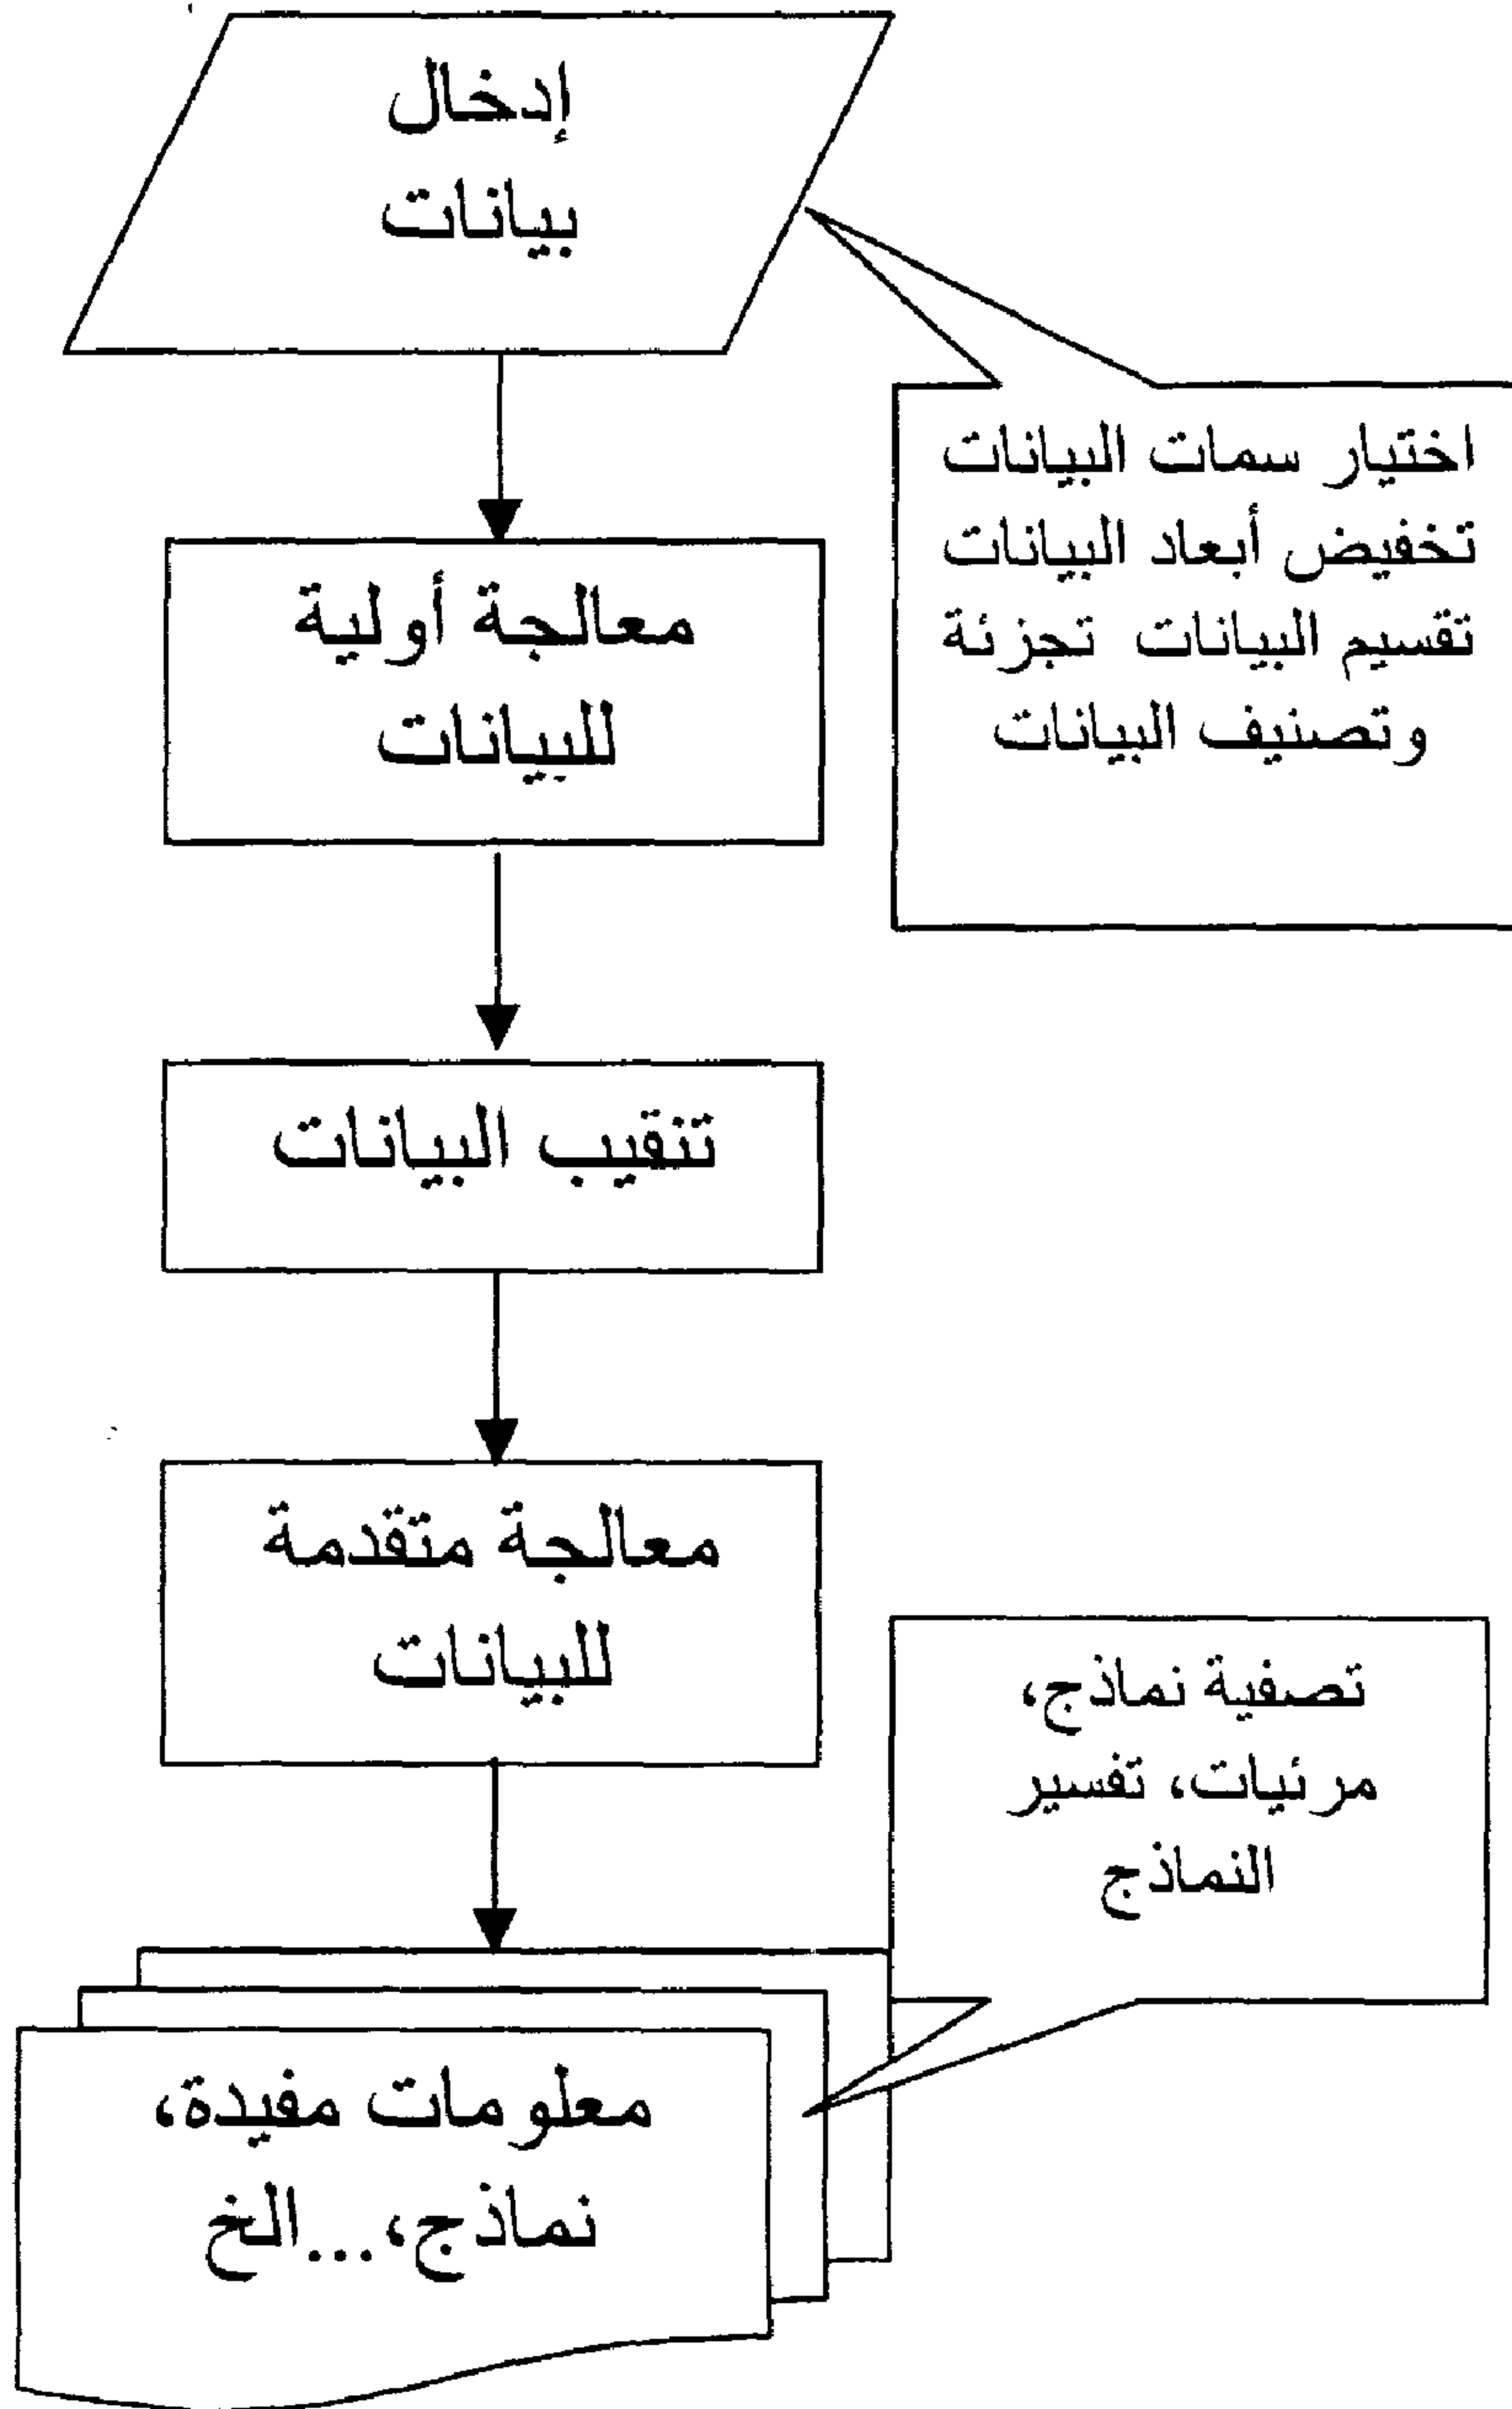 إدخال
بيانات
اختيار سمات البيانات
تخفيض أبعاد البيانات
تقسيم البيانات تجزئة
وتصنيف البيانات
معالجة أولية
للبيانات
تنقيب البيانات
معالجة متقدمة
للبيانات
تصفية نماذج،
مرئيات، تفسير
النماذج
معلومات مفيدة،
نماذج،...الخ